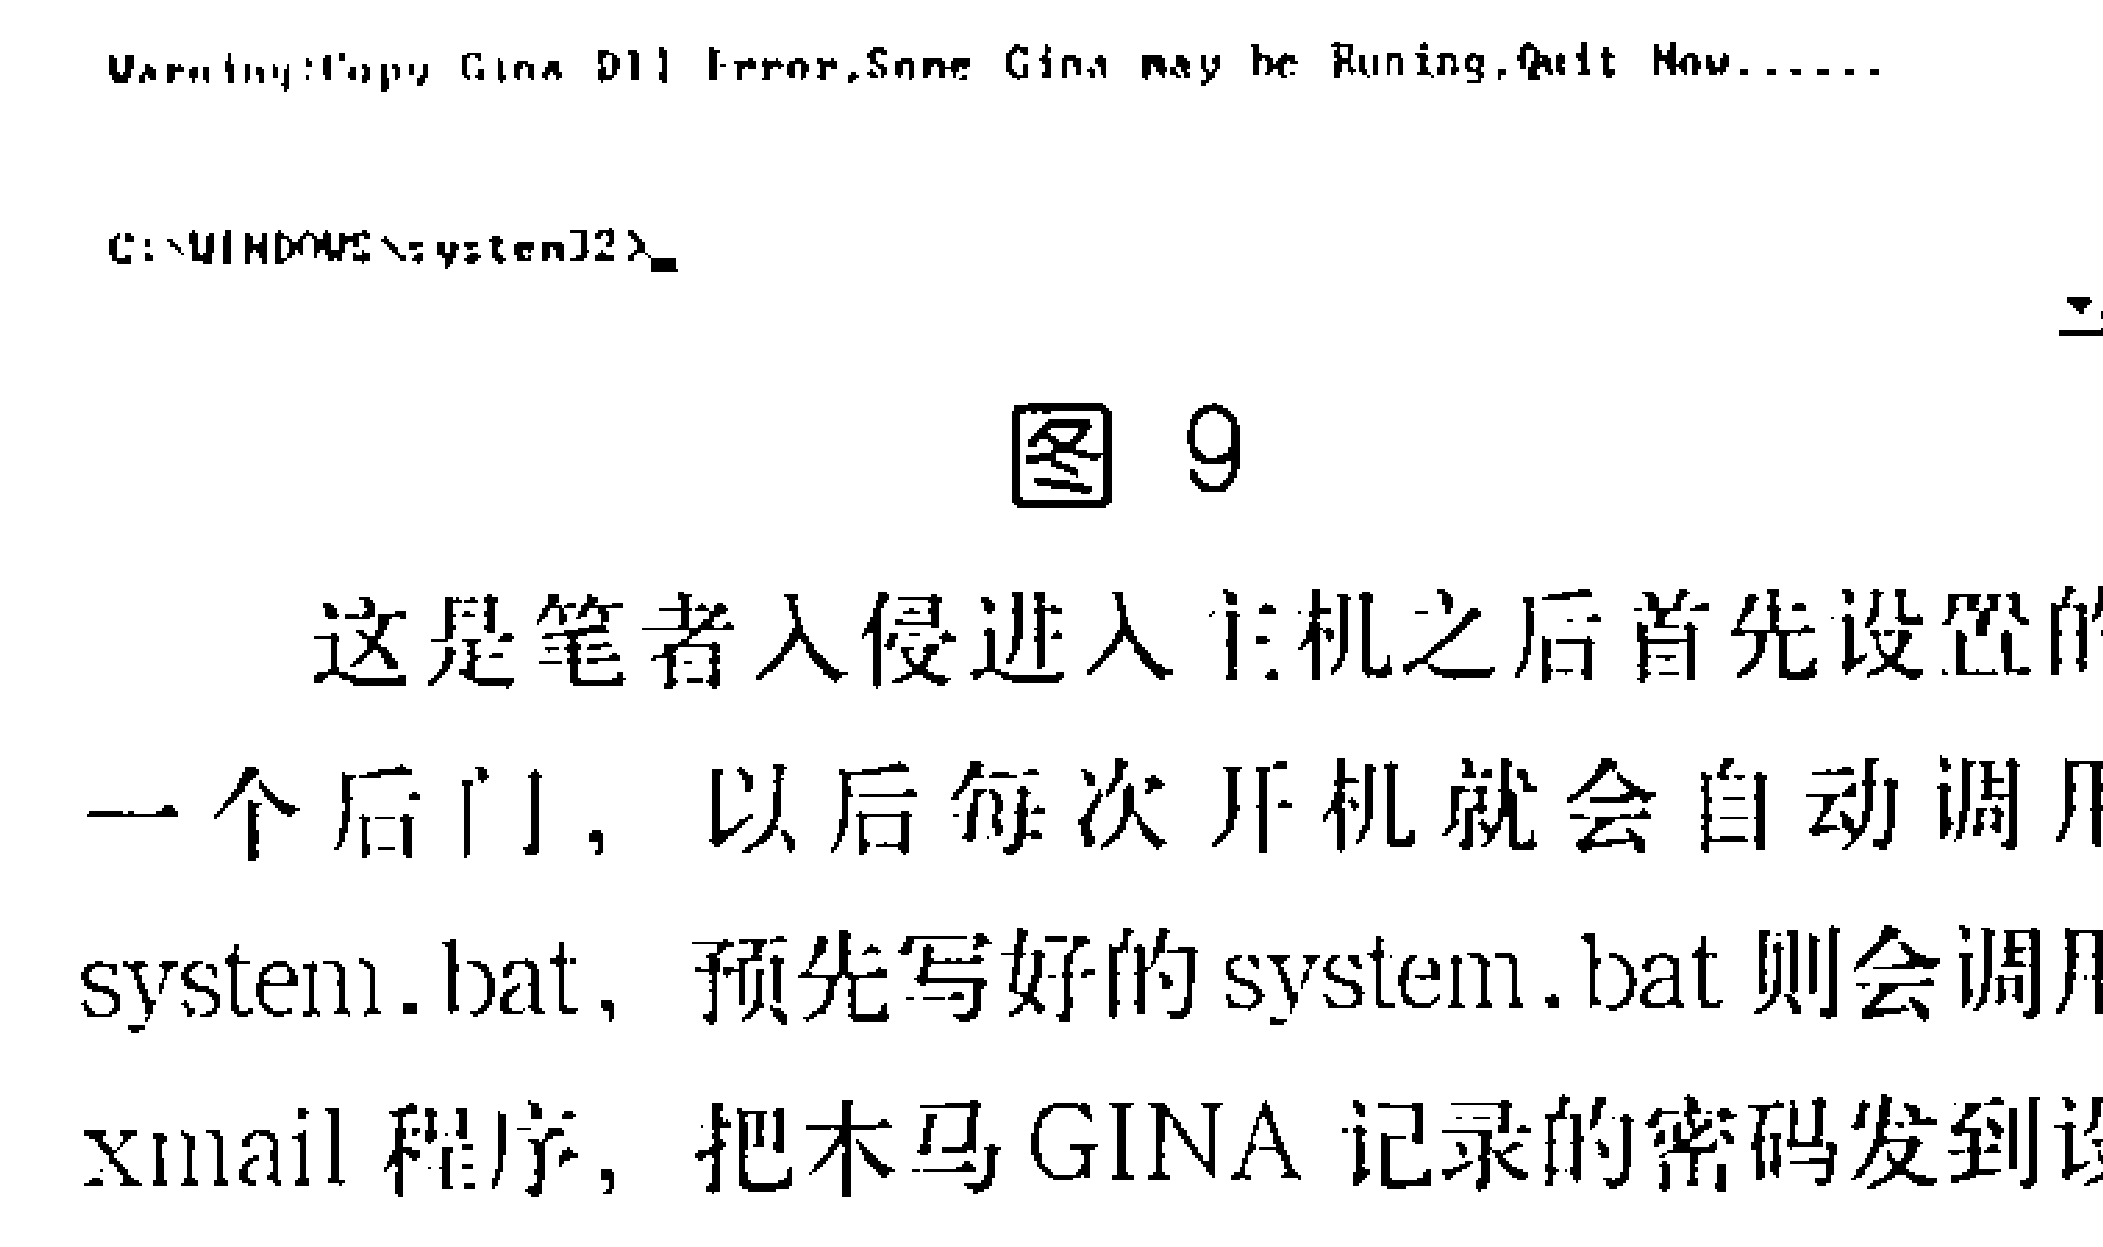 Warning:Copy Gina Dll Error,Some Gina may be Runing,Quit Now......
C:\WINDOWS\system32>
图 9
这是笔者入侵进入主机之后首先设置的
一个后门，以后每次开机就会自动调用
system.bat，预先写好的system.bat则会调用
xmail程序，把木马GINA记录的密码发到设